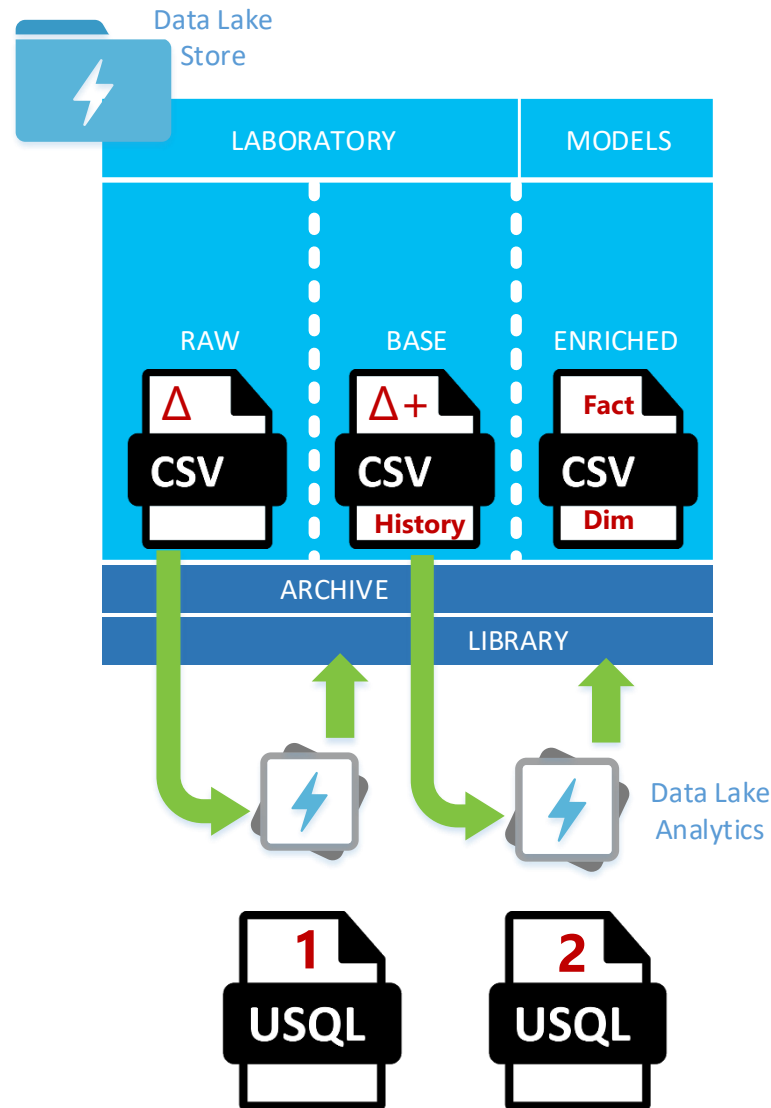 Data Lake
Store
LABORATORY
MODELS
RAW
BASE
ENRICHED
Δ
CSV
Δ+
CSV
History
Fact
CSV
Dim
ARCHIVE
LIBRARY
Data Lake
Analytics
1
USQL
2
USQL